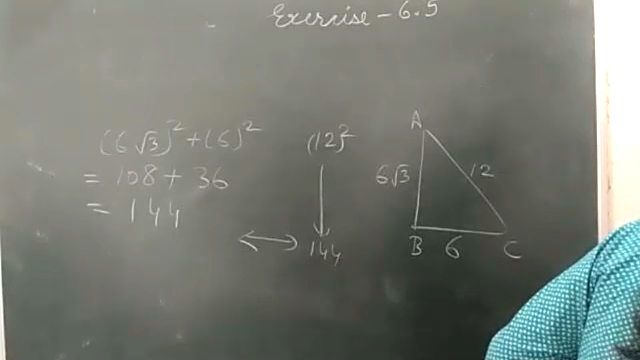 Exercise - 6.5
(6√3)² + (6)²
= 108 + 36
= 144
(12)²
144
A
6√3
12
B
6
C